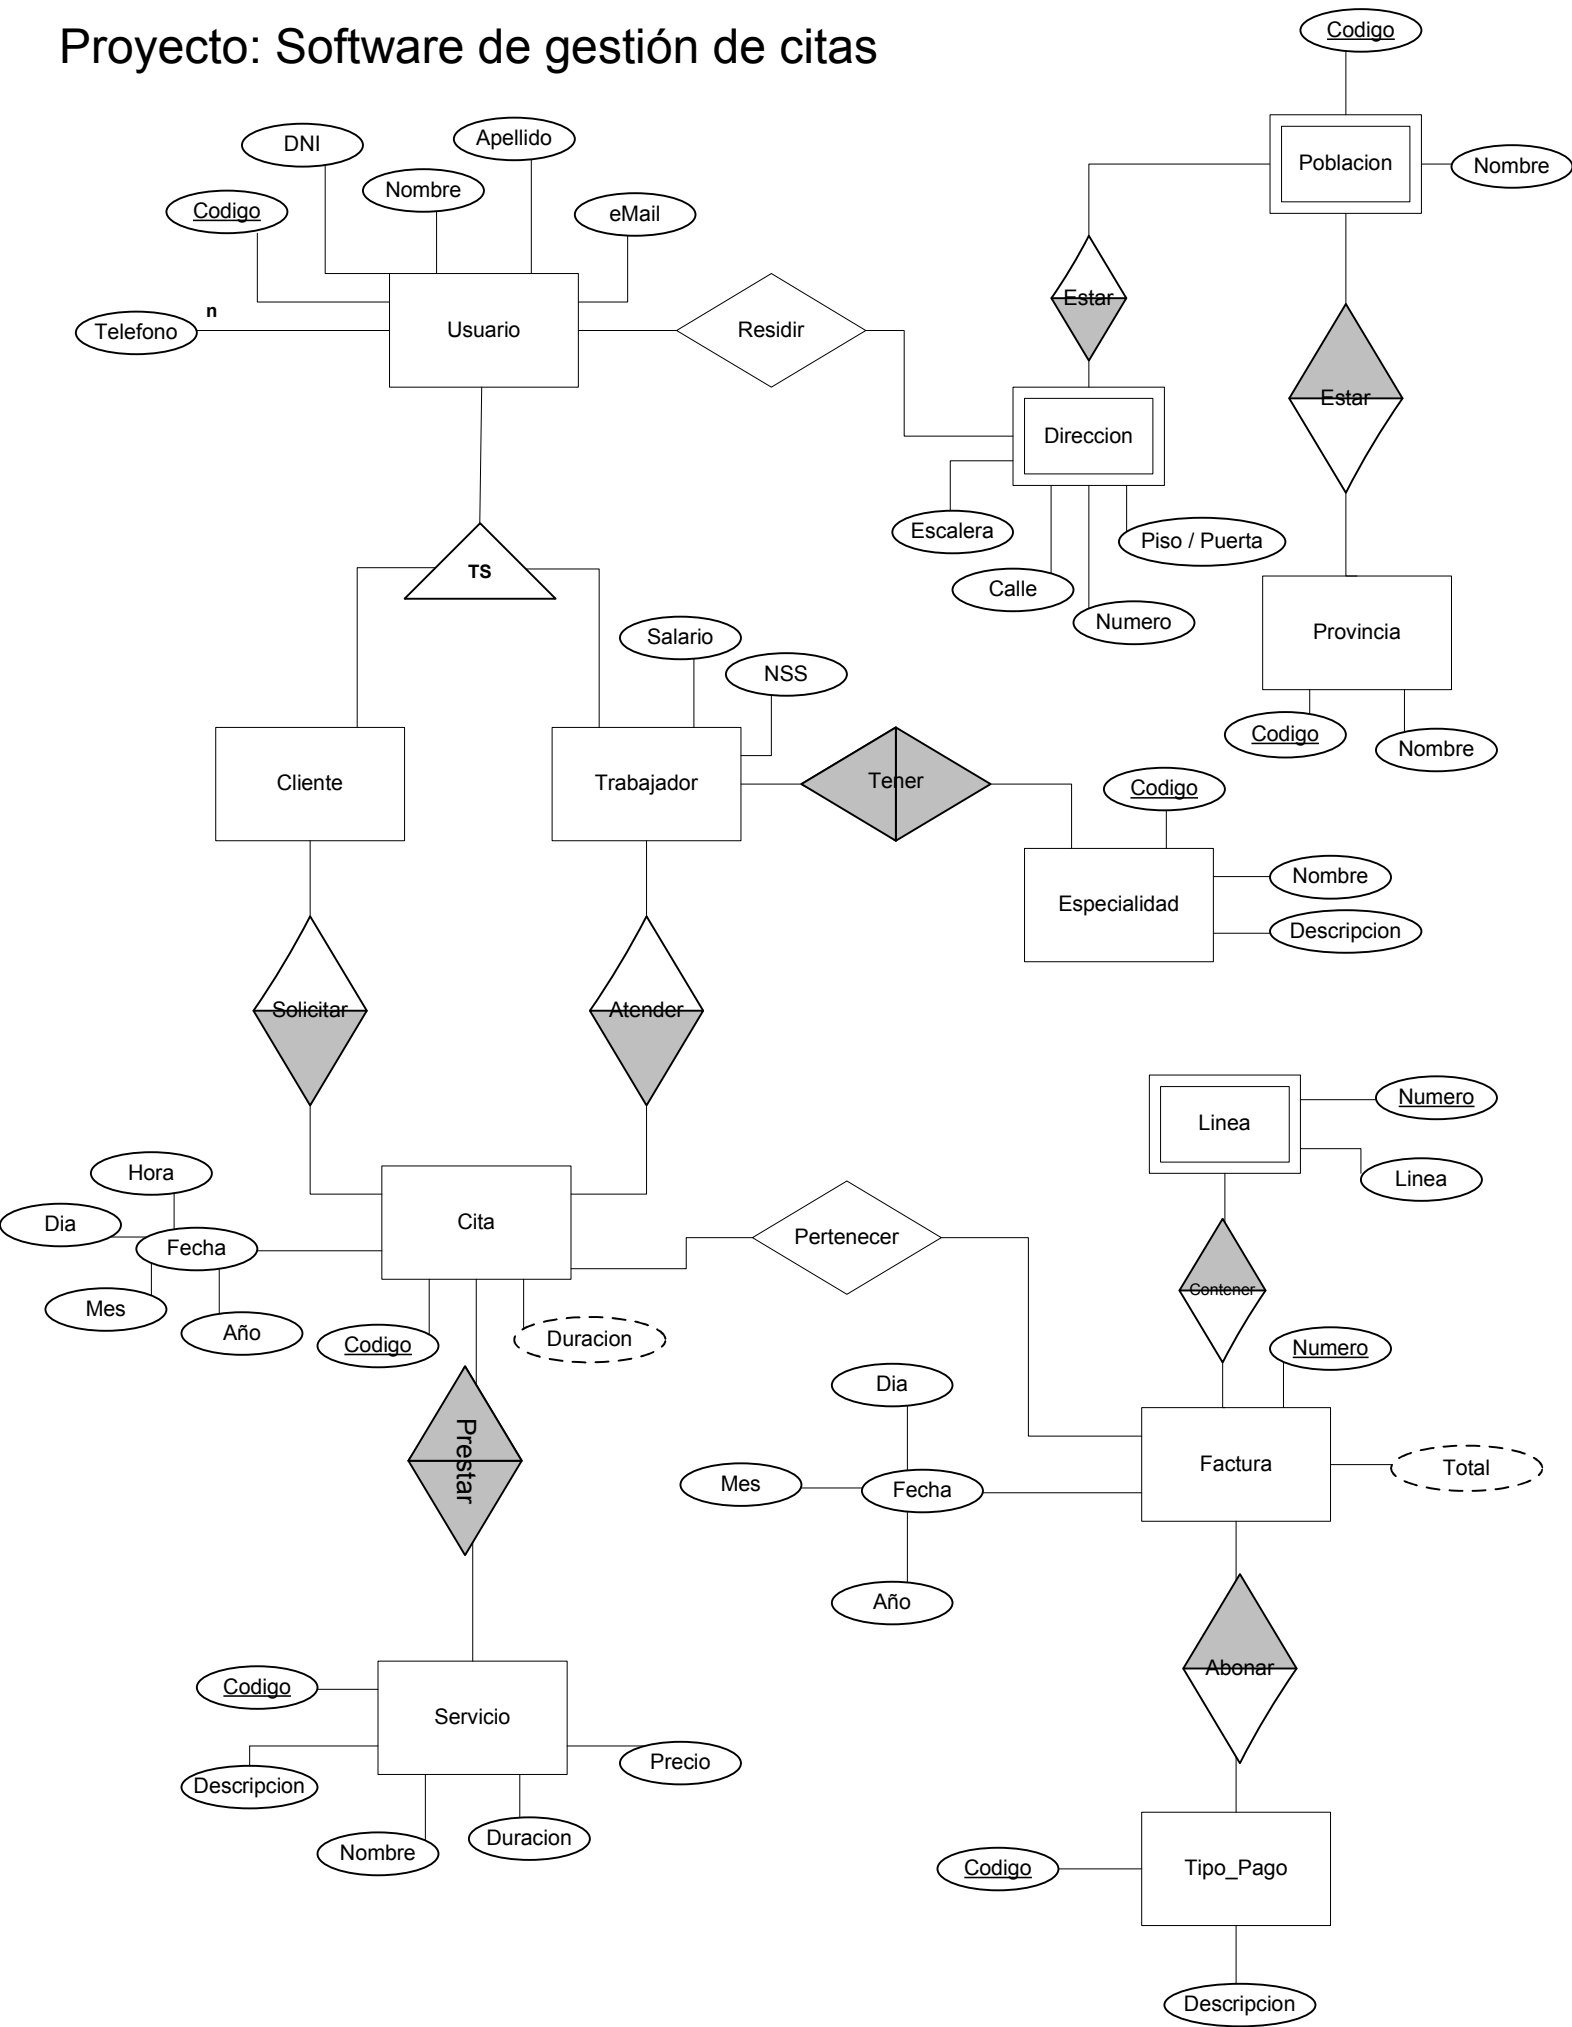 Proyecto: Software de gestión de citas
Codigo
DNI
Apellido
Poblacion
Nombre
Nombre
Codigo
eMail
n
Estar
Telefono
Usuario
Residir
Estar
Direccion
Escalera
Piso / Puerta
TS
Calle
Numero
Provincia
Salario
NSS
Codigo
Nombre
Cliente
Trabajador
Tener
Codigo
Nombre
Especialidad
Descripcion
Solicitar
Atender
Numero
Linea
Linea
Hora
Dia
Cita
Fecha
Pertenecer
Contener
Mes
Año
Codigo
Duracion
Numero
Dia
Prestar
Mes
Fecha
Factura
Total
Año
Abonar
Codigo
Servicio
Precio
Descripcion
Nombre
Duracion
Codigo
Tipo_Pago
Descripcion